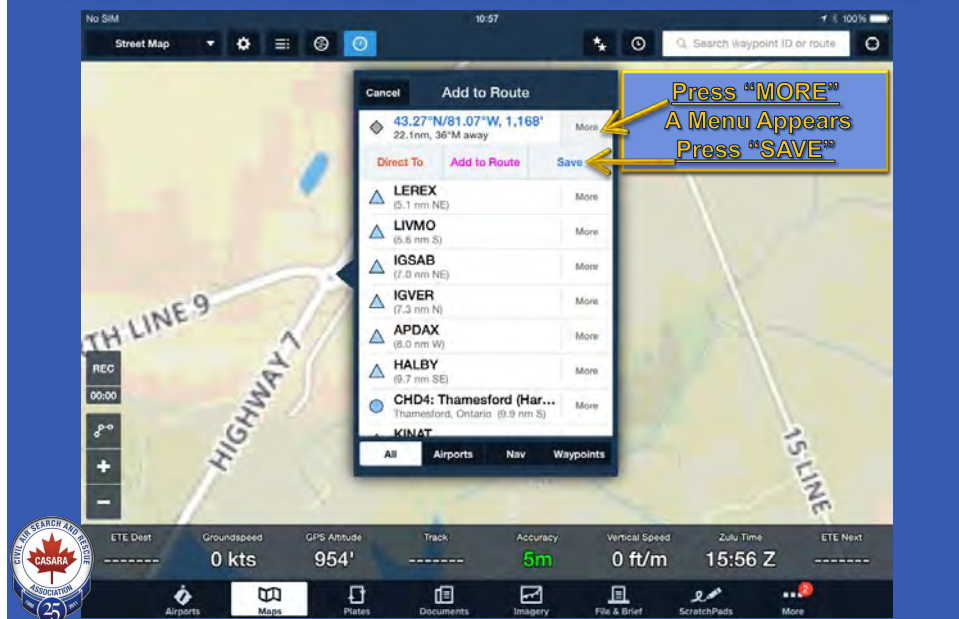 No SIM
10:57
100%
Street Map
Search waypoint ID or route
Cancel
Add to Route
43.27°N/81.07°W, 1,168'
22.1nm, 36°M away
More
Direct To
Add to Route
Save
LEREX
(5.1 nm NE)
More
LIVMO
(5.6 nm S)
More
IGSAB
(7.0 nm NE)
More
IGVER
(7.3 nm N)
More
APDAX
(8.0 nm W)
More
HALBY
(9.7 nm SE)
More
CHD4: Thamesford (Har...
Thamesford, Ontario (9.9 nm S)
More
KINAT
All
Airports
Nav
Waypoints
Press “MORE”
A Menu Appears
Press “SAVE”
TH LINE 9
HIGHWAY 7
15 LINE
REC
00:00
ETE Dest
-------
Groundspeed
0 kts
GPS Altitude
954'
Track
-------
Accuracy
5m
Vertical Speed
0 ft/m
Zulu Time
15:56 Z
ETE Next
-------
Airports
Maps
Plates
Documents
Imagery
File & Brief
ScratchPads
More
2
CIVIL AIR SEARCH AND RESCUE
CASARA
ASSOCIATION
25